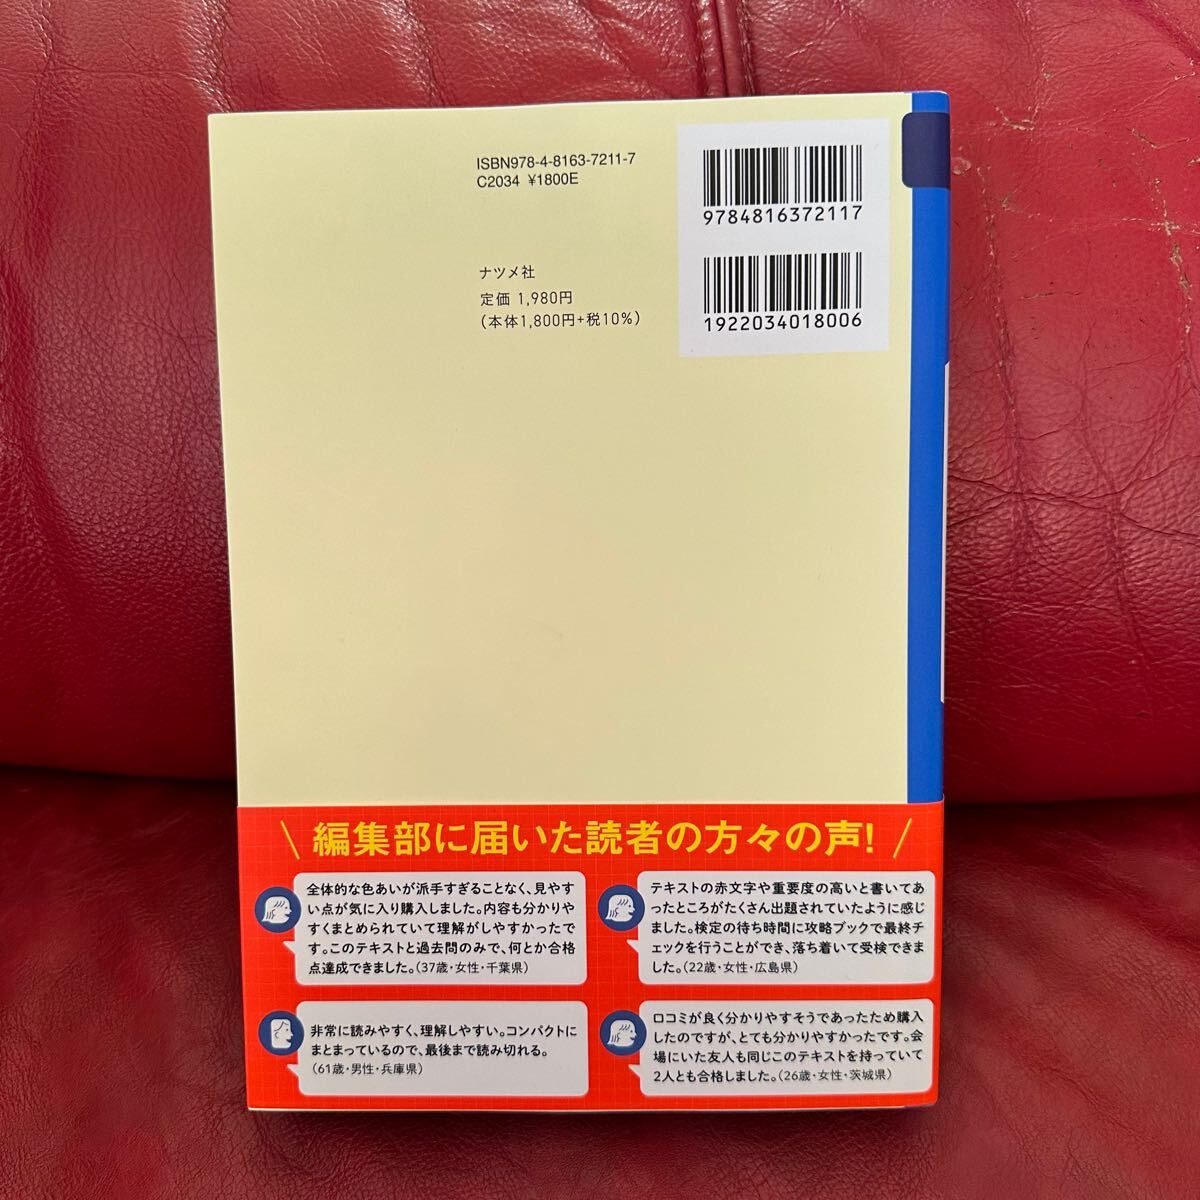 ISBN978-4-8163-7211-7
C2034 ¥1800E
9784816372117
ナツメ社
定価 1,980円
(本体1,800円+税10%)
1922034018006
編集部に届いた読者の方々の声!
全体的な色あいが派手すぎることなく、見やす
い点が気に入り購入しました。内容も分かりや
すくまとめられていて理解がしやすかったで
す。このテキストと過去問のみで、何とか合格
点達成できました。(37歳・女性・千葉県)
テキストの赤文字や重要度の高いと書いてあ
ったところがたくさん出題されていたように感じ
ました。検定の待ち時間に攻略ブックで最終チ
ェックを行うことができ、落ち着いて受検できま
した。(22歳・女性・広島県)
非常に読みやすく、理解しやすい。コンパクトに
まとまっているので、最後まで読み切れる。
(61歳・男性・兵庫県)
口コミが良く分かりやすそうであったため購入
したのですが、とても分かりやすかったです。会
場にいた友人も同じこのテキストを持っていて
2人とも合格しました。(26歳・女性・茨城県)